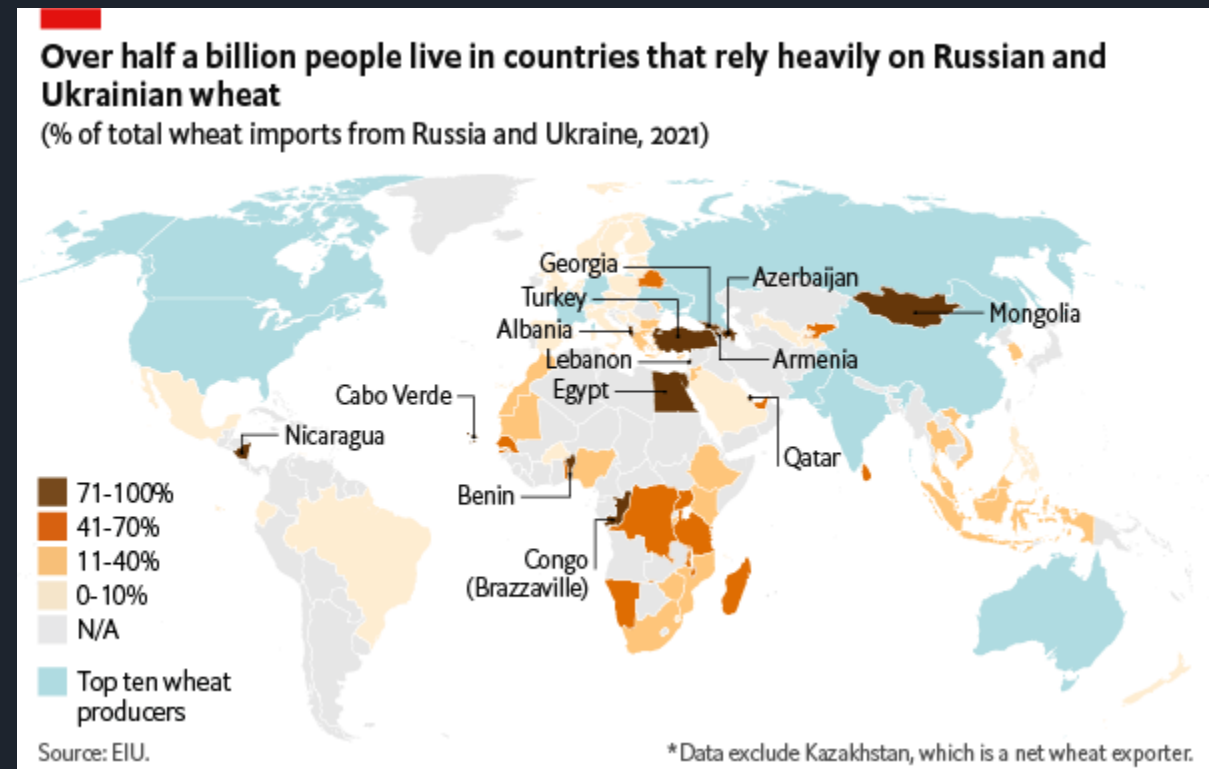 Over half a billion people live in countries that rely heavily on Russian and
Ukrainian wheat
(% of total wheat imports from Russia and Ukraine, 2021)
Georgia
Azerbaijan
Turkey
Mongolia
Albania
Lebanon
Armenia
Egypt
Cabo Verde
Nicaragua
Qatar
Benin
Congo
(Brazzaville)
71-100%
41-70%
11-40%
0-10%
N/A
Top ten wheat
producers
Source: EIU.
*Data exclude Kazakhstan, which is a net wheat exporter.